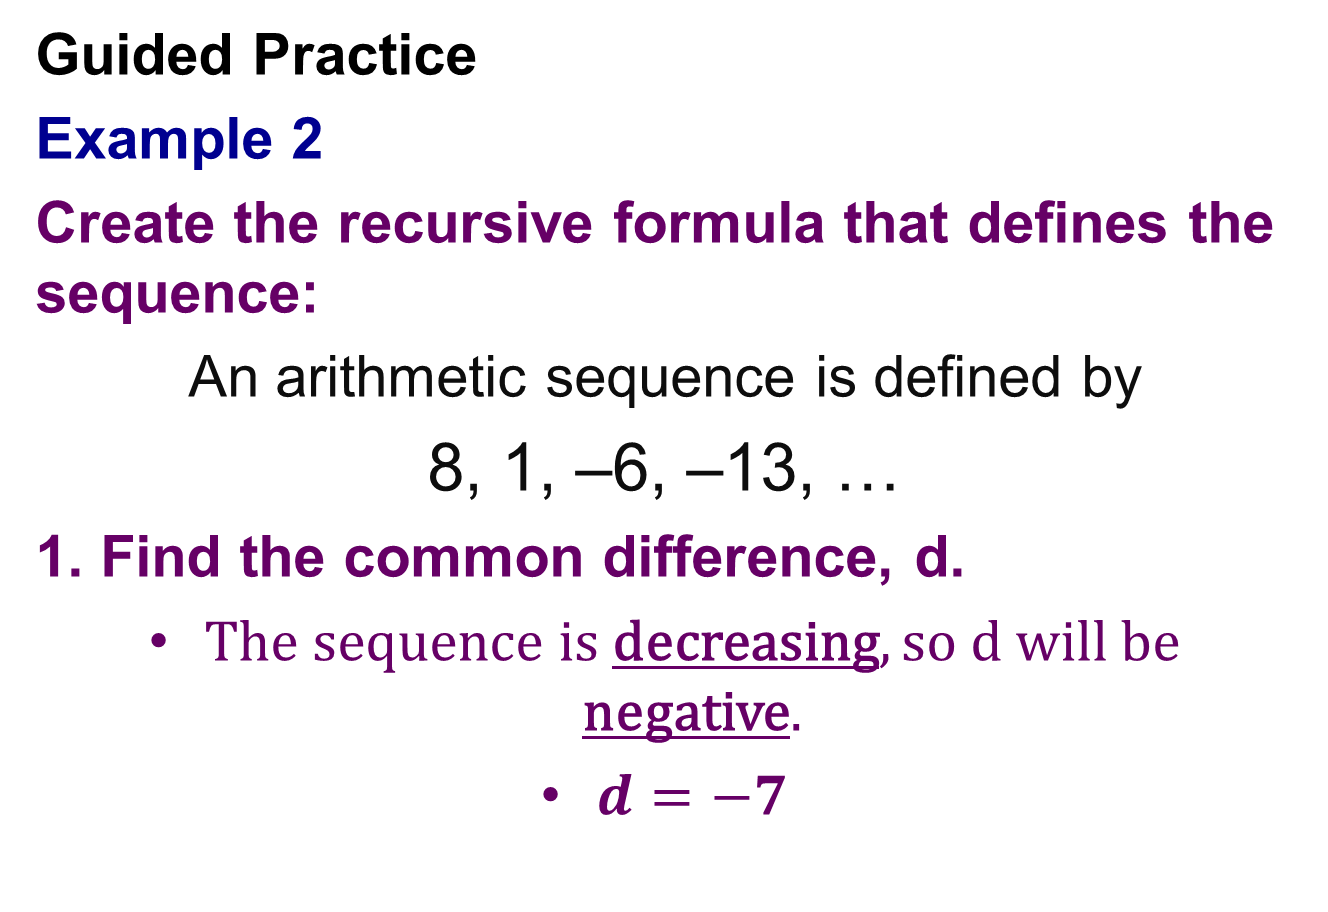 Guided Practice
Example 2
Create the recursive formula that defines the
sequence:
An arithmetic sequence is defined by
8, 1, –6, –13, …
1. Find the common difference, d.
• The sequence is decreasing, so d will be
negative.
• d = −7